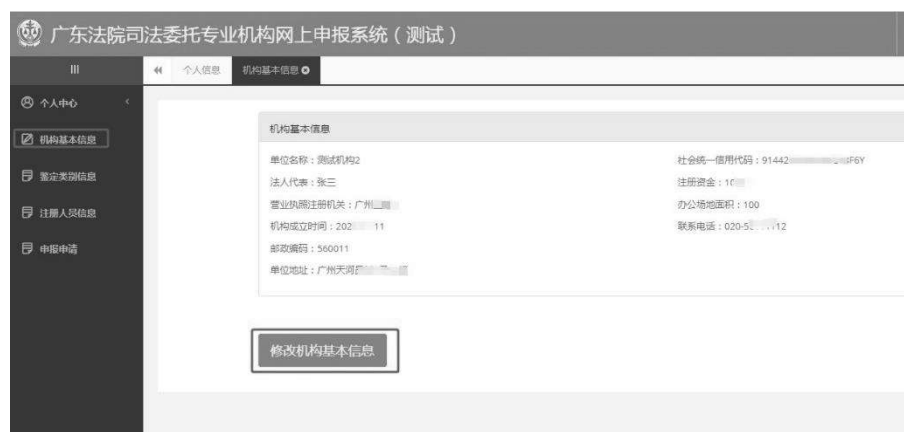 广东法院司法委托专业机构网上申报系统（测试）
个人信息
机构基本信息
个人中心
机构基本信息
鉴定类别信息
注册人员信息
申报申请
机构基本信息
单位名称：测试机构2
社会统一信用代码：91442 F6Y
法人代表：张三
注册资金：10
营业执照注册机关：广州
办公场地面积：100
机构成立时间：202 11
联系电话：020-5 12
邮政编码：560011
单位地址：广州天河
修改机构基本信息